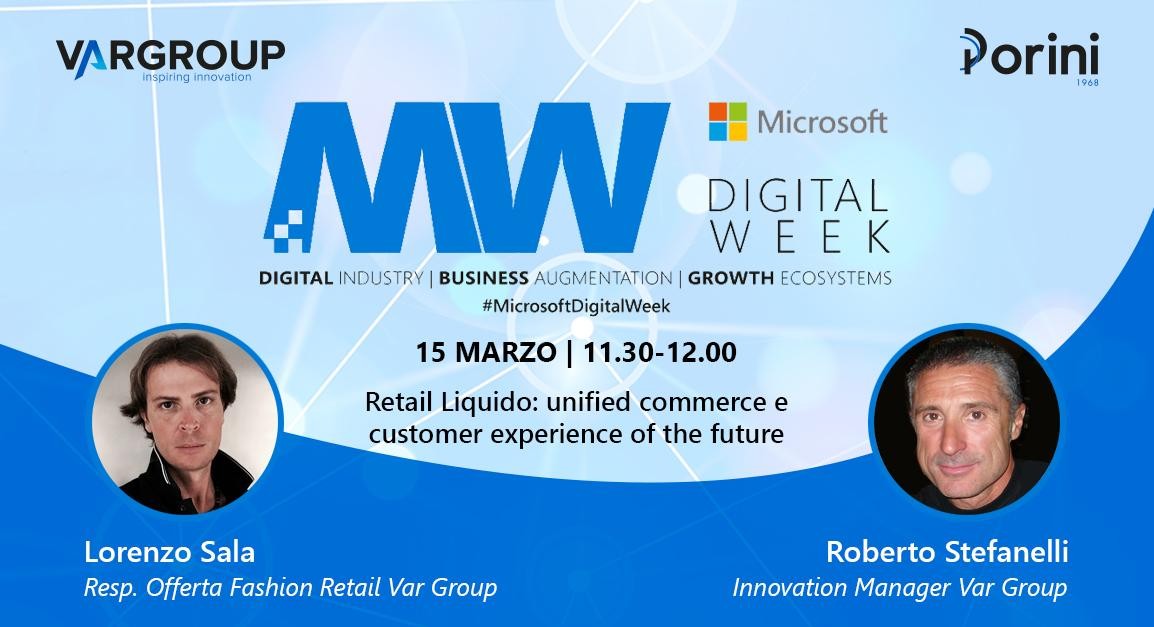 VARGROUP
inspiring innovation
Porini
1968
MW
Microsoft
DIGITAL
WEEK
DIGITAL INDUSTRY | BUSINESS AUGMENTATION | GROWTH ECOSYSTEMS
#MicrosoftDigitalWeek
15 MARZO | 11.30-12.00
Retail Liquido: unified commerce e
customer experience of the future
Lorenzo Sala
Resp. Offerta Fashion Retail Var Group
Roberto Stefanelli
Innovation Manager Var Group